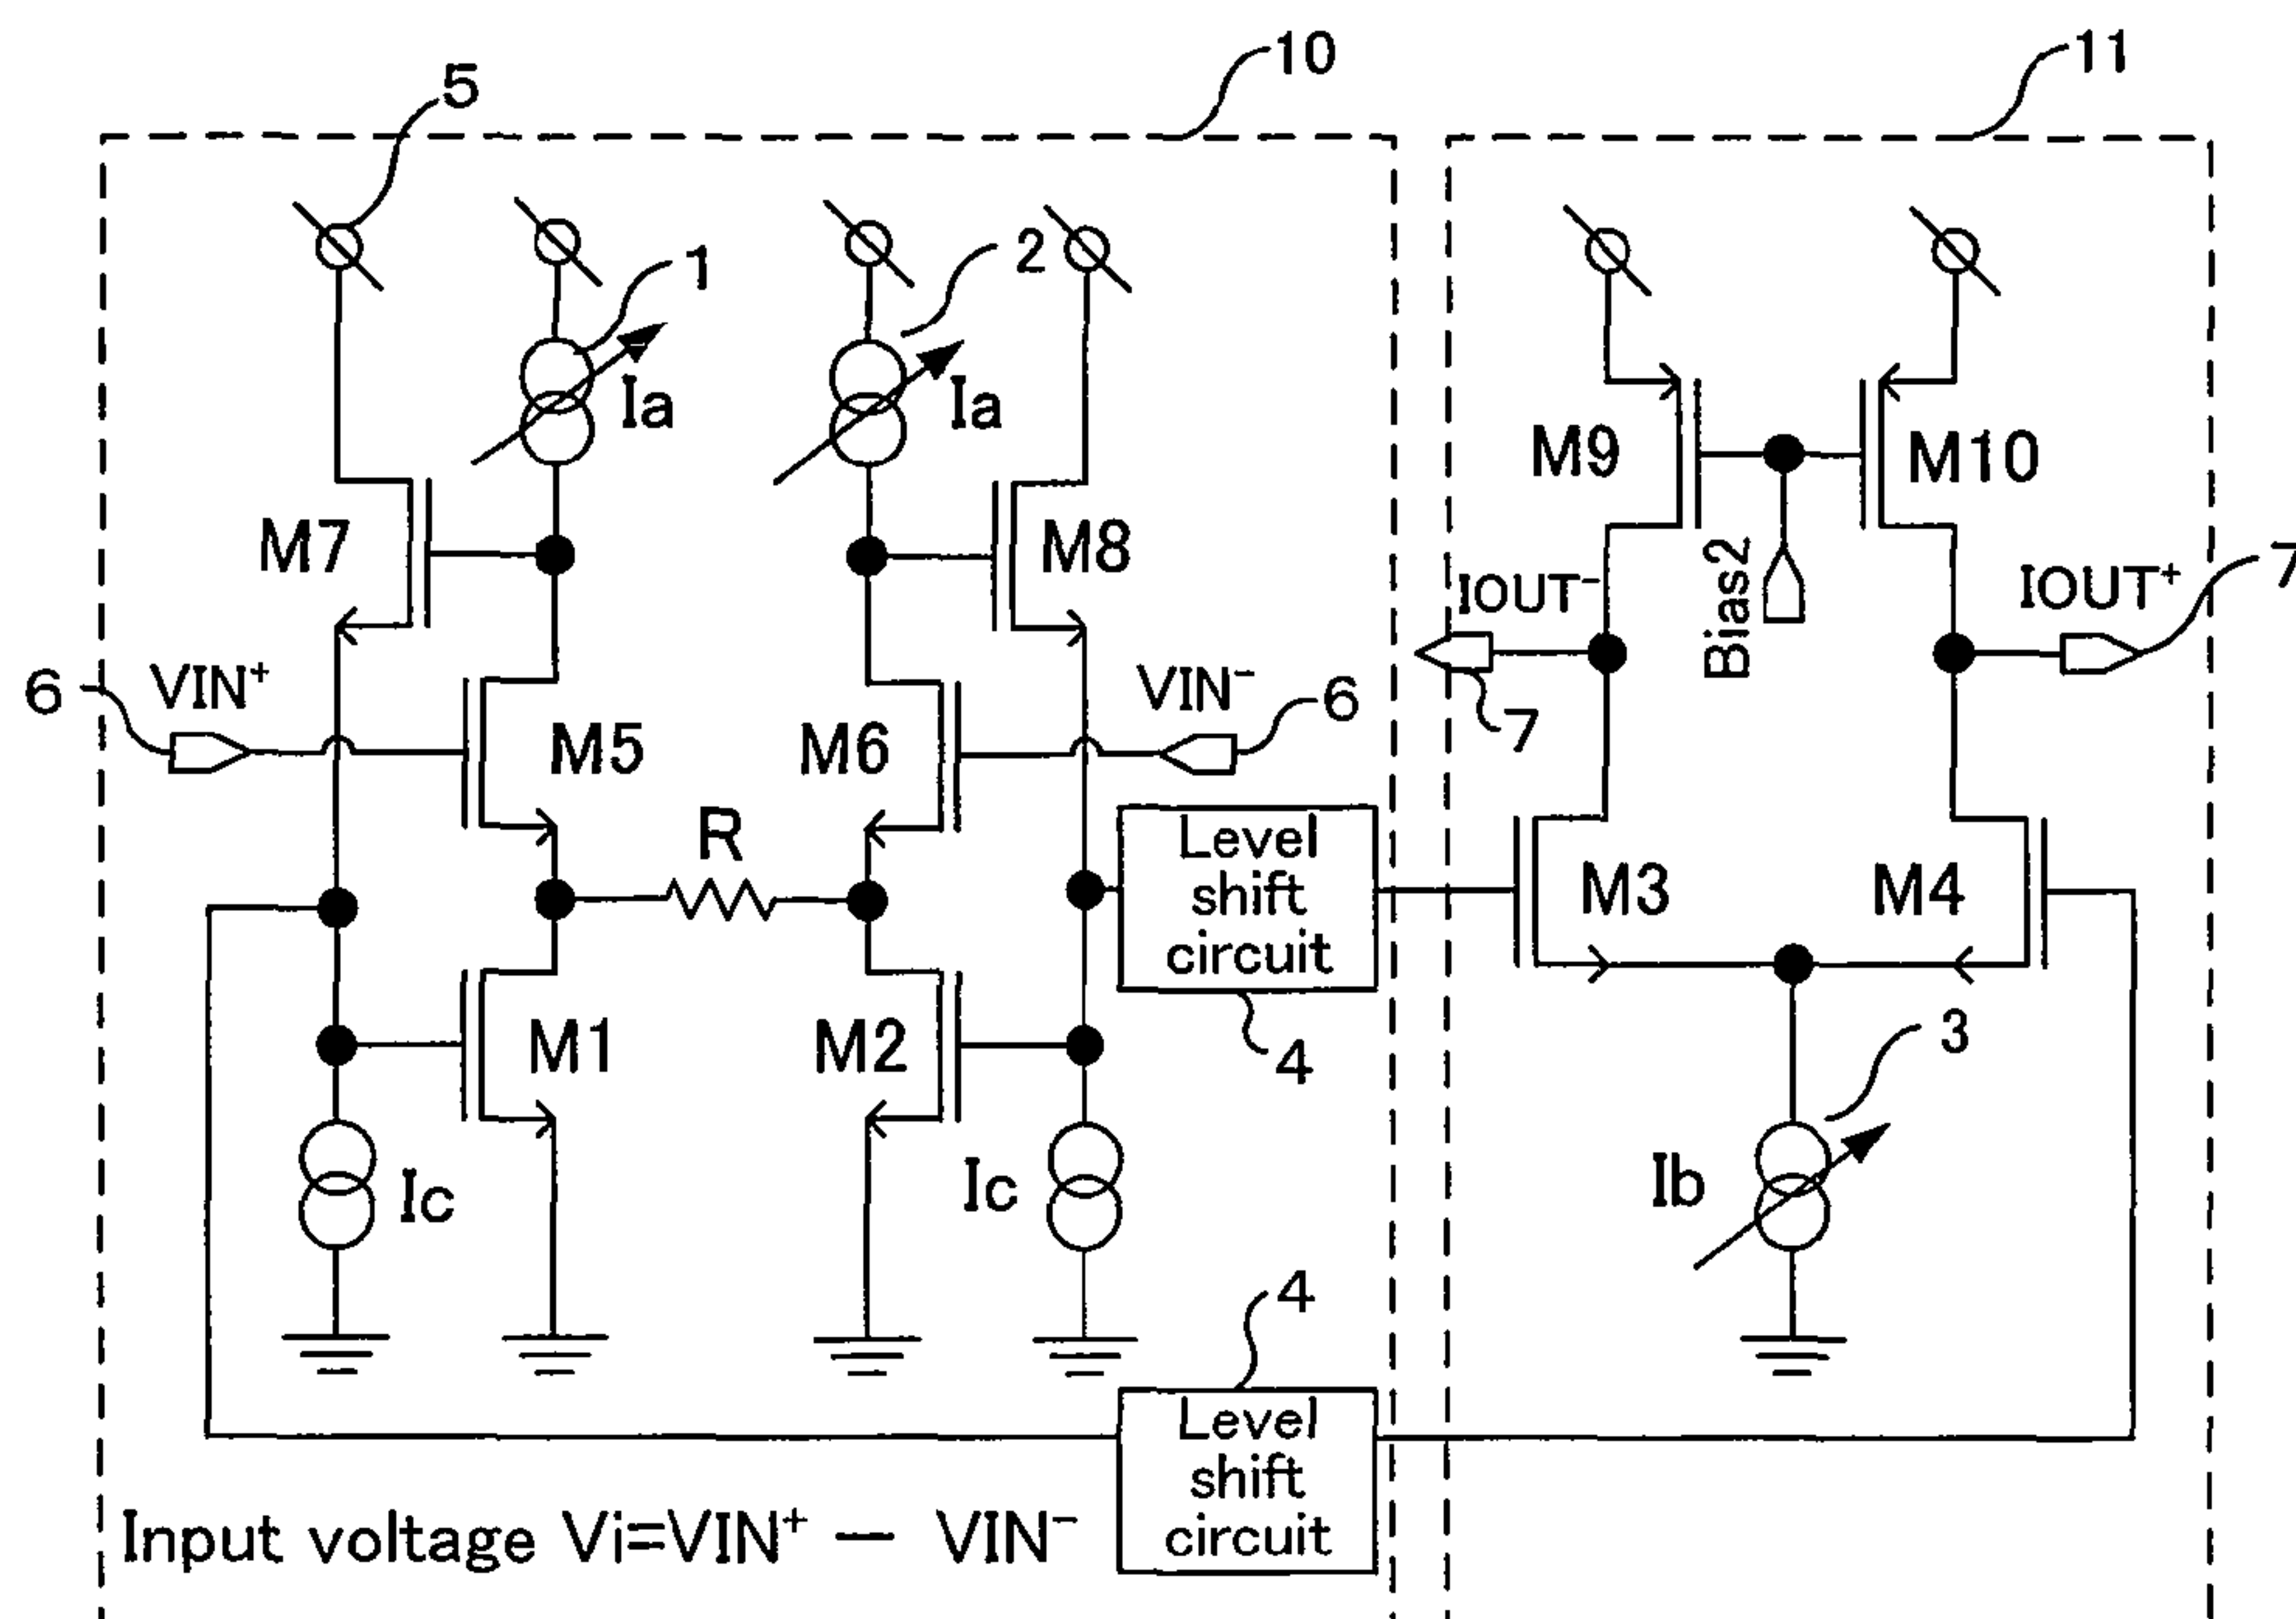 10
11
5
1
2
Ia
Ia
M7
M8
M9
M10
Bias2
IOUT⁻
IOUT⁺
7
7
6
VIN⁺
M5
M6
VIN⁻
6
R
Level
shift
circuit
4
M3
M4
M1
M2
Ic
Ic
Ib
3
4
Level
shift
circuit
Input voltage Vi=VIN⁺ — VIN⁻